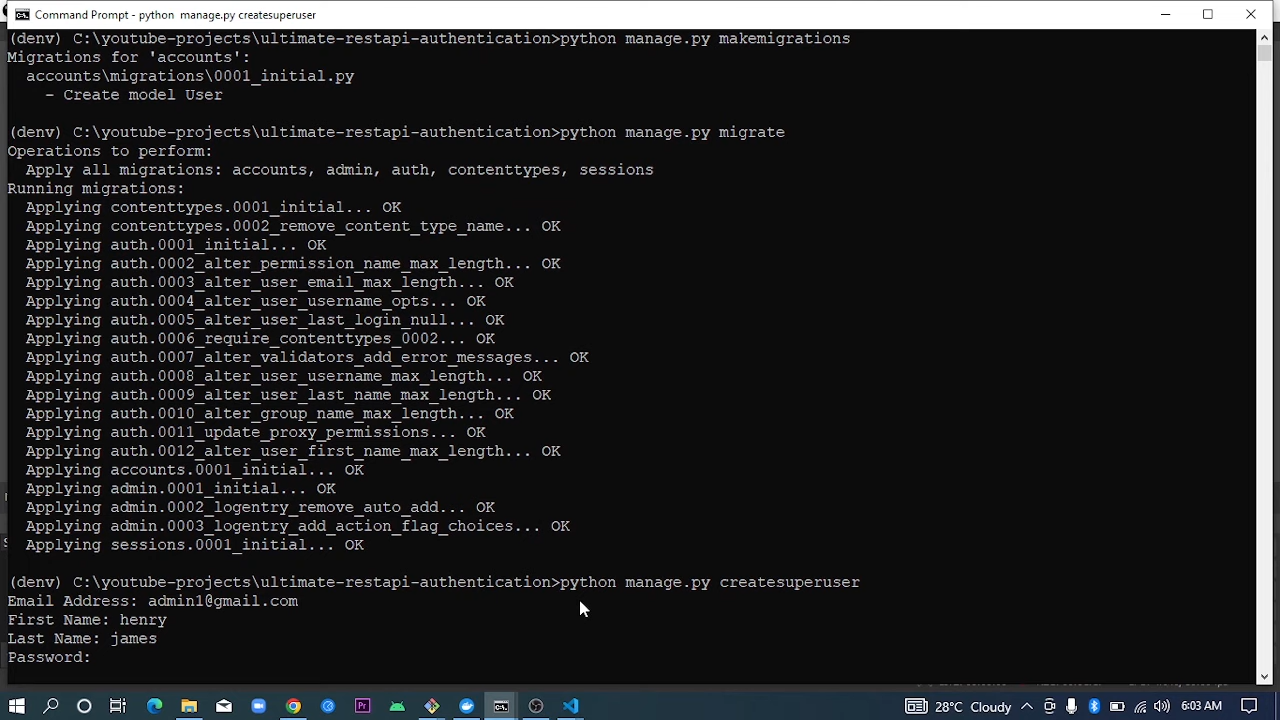 Command Prompt - python  manage.py createsuperuser
(denv) C:\youtube-projects\ultimate-restapi-authentication>python manage.py makemigrations
Migrations for 'accounts':
  accounts\migrations\0001_initial.py
    - Create model User
(denv) C:\youtube-projects\ultimate-restapi-authentication>python manage.py migrate
Operations to perform:
  Apply all migrations: accounts, admin, auth, contenttypes, sessions
Running migrations:
  Applying contenttypes.0001_initial... OK
  Applying contenttypes.0002_remove_content_type_name... OK
  Applying auth.0001_initial... OK
  Applying auth.0002_alter_permission_name_max_length... OK
  Applying auth.0003_alter_user_email_max_length... OK
  Applying auth.0004_alter_user_username_opts... OK
  Applying auth.0005_alter_user_last_login_null... OK
  Applying auth.0006_require_contenttypes_0002... OK
  Applying auth.0007_alter_validators_add_error_messages... OK
  Applying auth.0008_alter_user_username_max_length... OK
  Applying auth.0009_alter_user_last_name_max_length... OK
  Applying auth.0010_alter_group_name_max_length... OK
  Applying auth.0011_update_proxy_permissions... OK
  Applying auth.0012_alter_user_first_name_max_length... OK
  Applying accounts.0001_initial... OK
  Applying admin.0001_initial... OK
  Applying admin.0002_logentry_remove_auto_add... OK
  Applying admin.0003_logentry_add_action_flag_choices... OK
  Applying sessions.0001_initial... OK
(denv) C:\youtube-projects\ultimate-restapi-authentication>python manage.py createsuperuser
Email Address: admin1@gmail.com
First Name: henry
Last Name: james
Password:
Pr
28°C Cloudy
6:03 AM